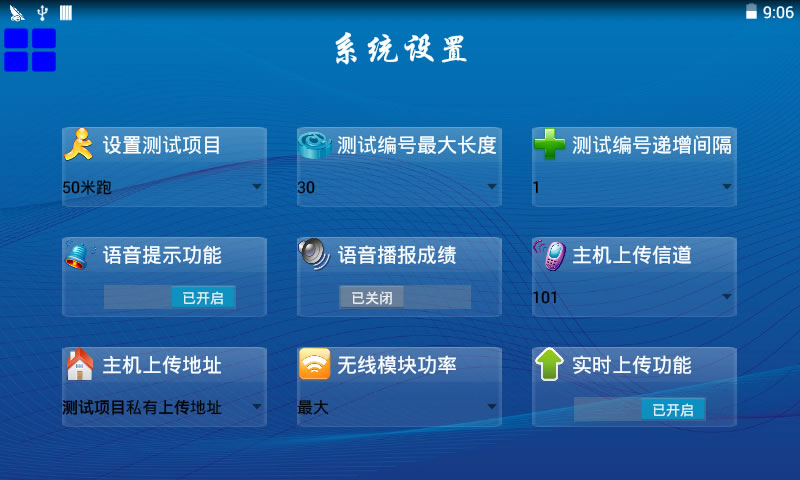 9:06
系统设置
设置测试项目
50米跑
测试编号最大长度
30
测试编号递增间隔
1
语音提示功能
已开启
语音播报成绩
已关闭
主机上传信道
101
主机上传地址
测试项目私有上传地址
无线模块功率
最大
实时上传功能
已开启